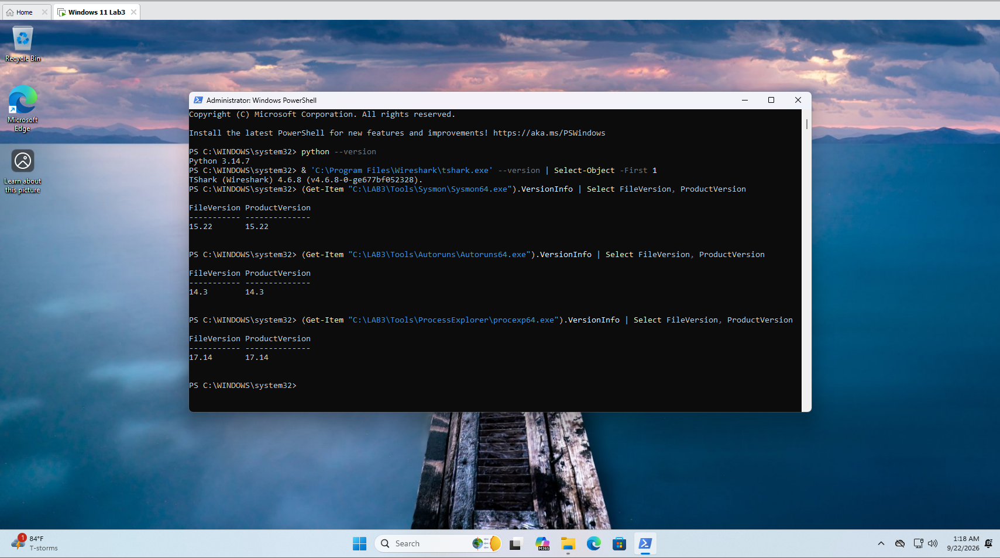 Home
Windows 11 Lab3
Recycle Bin
Microsoft
Edge
Learn about
this picture
Administrator: Windows PowerShell
Copyright (C) Microsoft Corporation. All rights reserved.
Install the latest PowerShell for new features and improvements! https://aka.ms/PSWindows
PS C:\WINDOWS\system32> python --version
Python 3.14.7
PS C:\WINDOWS\system32> & 'C:\Program Files\Wireshark\tshark.exe' --version | Select-Object -First 1
TShark (Wireshark) 4.6.8 (v4.6.8-0-ge677bf052328).
PS C:\WINDOWS\system32> (Get-Item "C:\LAB3\Tools\Sysmon\Sysmon64.exe").VersionInfo | Select FileVersion, ProductVersion
FileVersion ProductVersion
----------- --------------
15.22       15.22
PS C:\WINDOWS\system32> (Get-Item "C:\LAB3\Tools\Autoruns\Autoruns64.exe").VersionInfo | Select FileVersion, ProductVersion
FileVersion ProductVersion
----------- --------------
14.3        14.3
PS C:\WINDOWS\system32> (Get-Item "C:\LAB3\Tools\ProcessExplorer\procexp64.exe").VersionInfo | Select FileVersion, ProductVersion
FileVersion ProductVersion
----------- --------------
17.14       17.14
PS C:\WINDOWS\system32>
1
84°F
T-storms
Search
M365
1:18 AM
9/22/2026